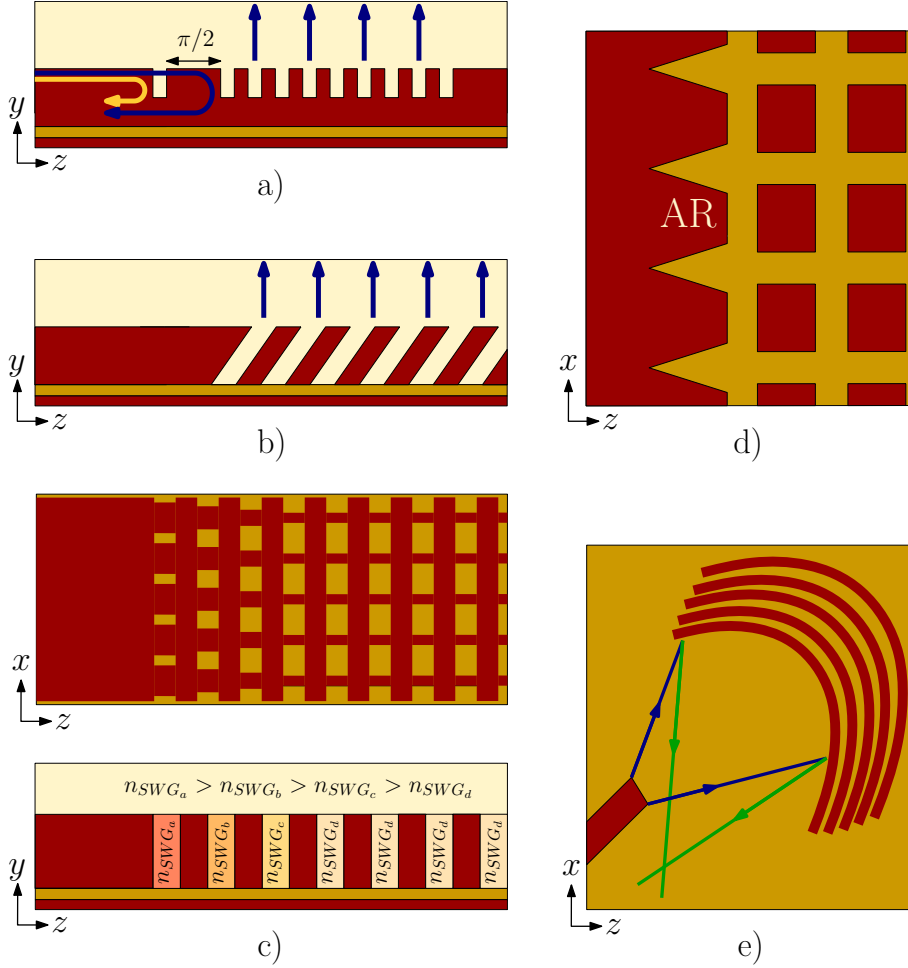 π/2
y
z
a)
y
z
b)
x
z
AR
d)
x
z
n_{SWG_a} > n_{SWG_b} > n_{SWG_c} > n_{SWG_d}
n_{SWG_a}
n_{SWG_b}
n_{SWG_c}
n_{SWG_d}
n_{SWG_d}
n_{SWG_d}
n_{SWG_d}
y
z
c)
x
z
e)